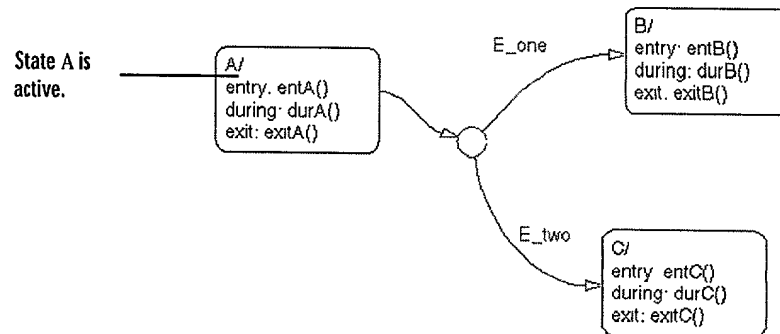 State A is
active.
A/
entry. entA()
during· durA()
exit: exitA()
E_one
B/
entry· entB()
during: durB()
exit. exitB()
E_two
C/
entry entC()
during· durC()
exit: exitC()